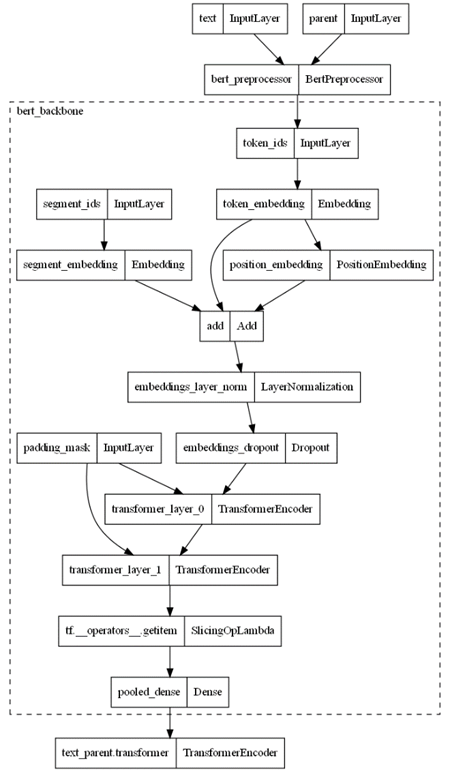 text InputLayer parent InputLayer
bert_preprocessor BertPreprocessor
bert_backbone
token_ids InputLayer
segment_ids InputLayer token_embedding Embedding
segment_embedding Embedding position_embedding PositionEmbedding
add Add
embeddings_layer_norm LayerNormalization
padding_mask InputLayer embeddings_dropout Dropout
transformer_layer_0 TransformerEncoder
transformer_layer_1 TransformerEncoder
tf.__operators__.getitem SlicingOpLambda
pooled_dense Dense
text_parent.transformer TransformerEncoder